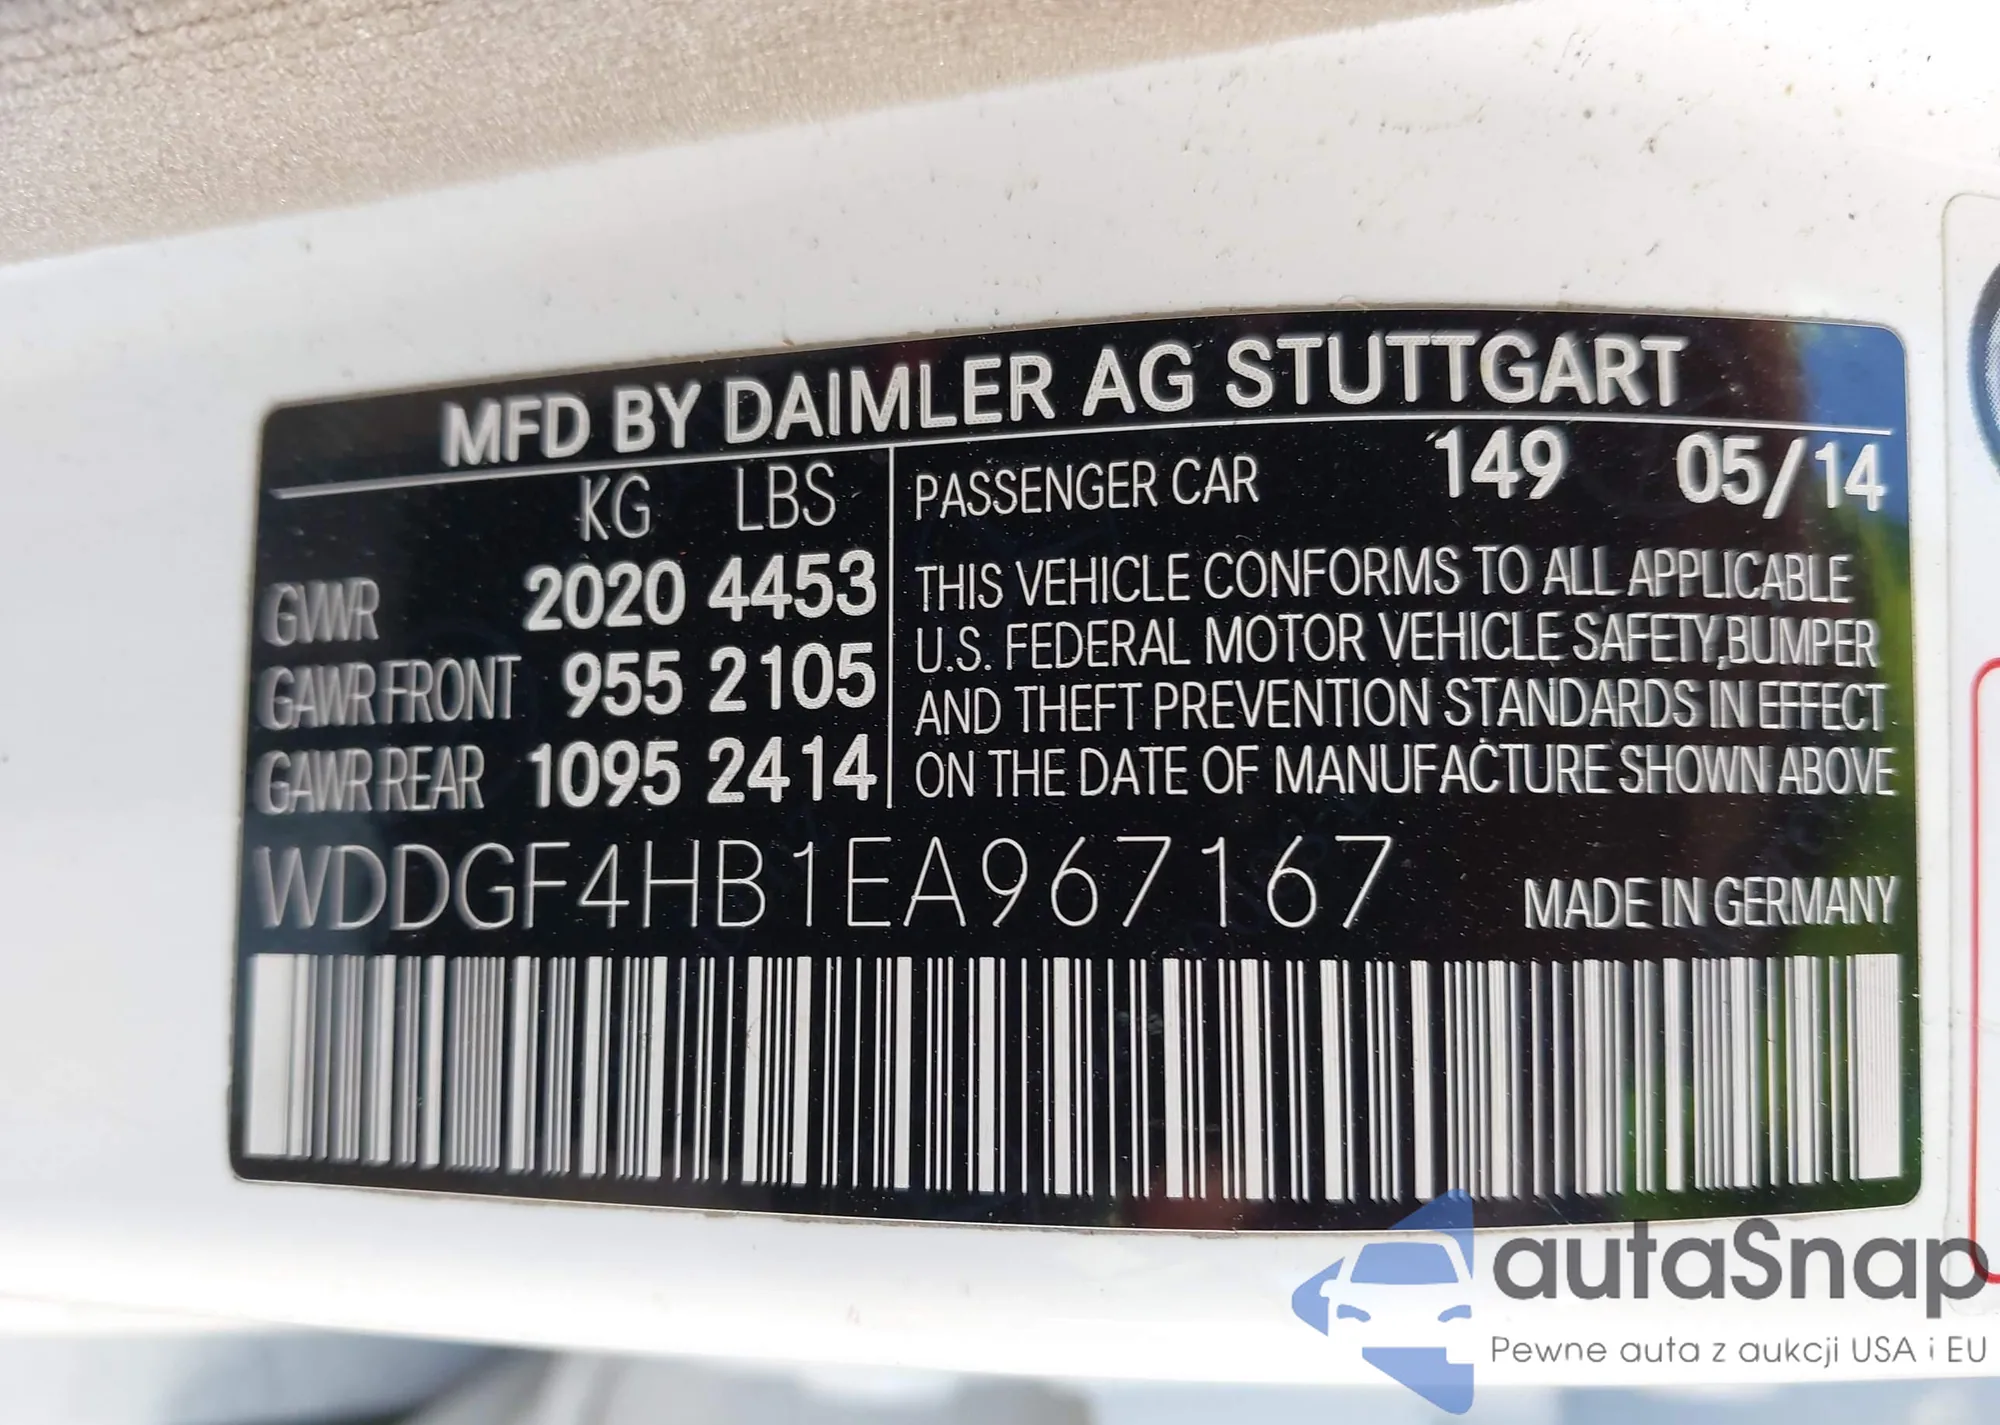 MFD BY DAIMLER AG STUTTGART
KG LBS
GVWR 2020 4453
GAWR FRONT 955 2105
GAWR REAR 1095 2414
PASSENGER CAR 149 05/14
THIS VEHICLE CONFORMS TO ALL APPLICABLE
U.S. FEDERAL MOTOR VEHICLE SAFETY,BUMPER
AND THEFT PREVENTION STANDARDS IN EFFECT
ON THE DATE OF MANUFACTURE SHOWN ABOVE
WDDGF4HB1EA967167
MADE IN GERMANY
autaSnap
Pewne auta z aukcji USA i EU